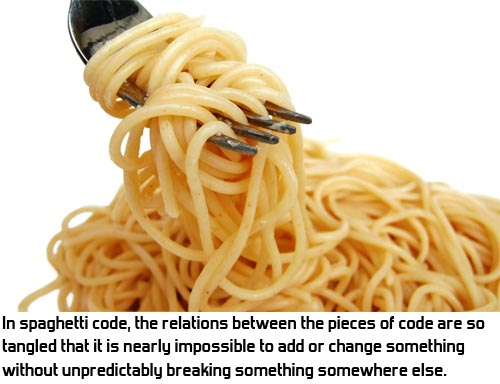 In spaghetti code, the relations between the pieces of code are so
tangled that it is nearly impossible to add or change something
without unpredictably breaking something somewhere else.